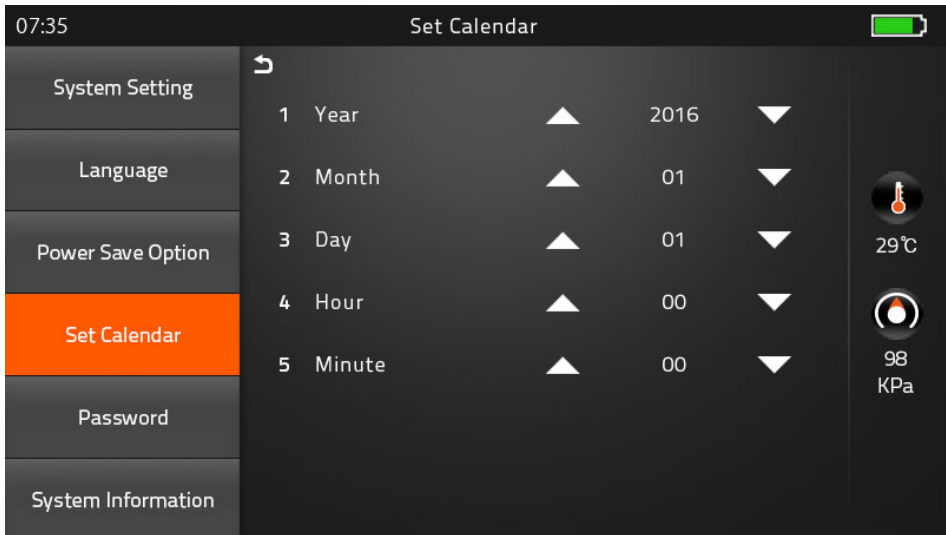 07:35 Set Calendar
System Setting
Language
Power Save Option
Set Calendar
Password
System Information
1 Year 2016
2 Month 01
3 Day 01
4 Hour 00
5 Minute 00
29℃
98
KPa